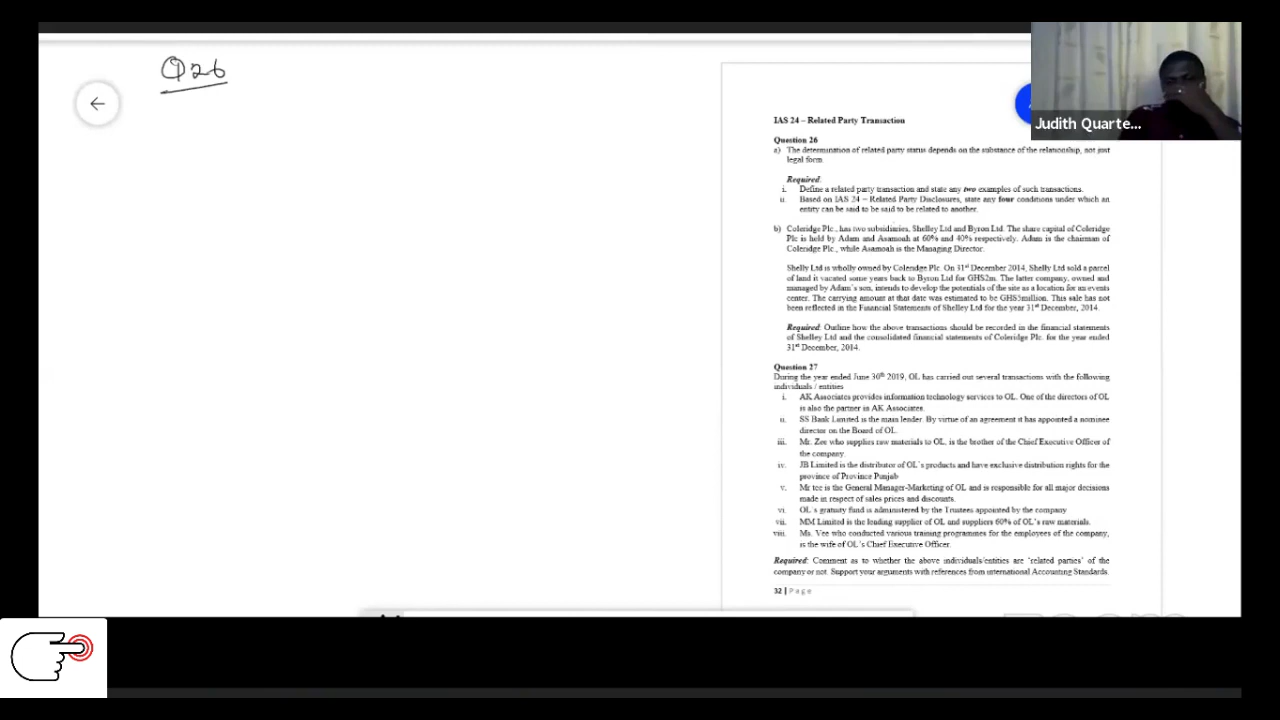 Q26
Judith Quarte...
IAS 24 – Related Party Transaction
Question 26
a) The determination of related party status depends on the substance of the relationship, not just
legal form.
Required:
i. Define a related party transaction and state any two examples of such transactions.
ii. Based on IAS 24 – Related Party Disclosures, state any four conditions under which an
entity can be said to be said to be related to another.
b) Coleridge Plc., has two subsidiaries, Shelley Ltd and Byron Ltd. The share capital of Coleridge
Plc is held by Adam and Asamoah at 60% and 40% respectively. Adam is the chairman of
Coleridge Plc., while Asamoah is the Managing Director.
Shelly Ltd is wholly owned by Coleridge Plc. On 31st December 2014, Shelly Ltd sold a parcel
of land it vacated some years back to Byron Ltd for GHS2m. The latter company, owned and
managed by Adam's son, intends to develop the potentials of the site as a location for an events
center. The carrying amount at that date was estimated to be GHS5million. This sale has not
been reflected in the Financial Statements of Shelley Ltd for the year 31st December, 2014.
Required: Outline how the above transactions should be recorded in the financial statements
of Shelley Ltd and the consolidated financial statements of Coleridge Plc. for the year ended
31st December, 2014.
Question 27
During the year ended June 30th 2019, OL has carried out several transactions with the following
individuals / entities
i. AK Associates provides information technology services to OL. One of the directors of OL
is also the partner in AK Associates.
ii. SS Bank Limited is the main lender. By virtue of an agreement it has appointed a nominee
director on the Board of OL.
iii. Mr. Zee who supplies raw materials to OL, is the brother of the Chief Executive Officer of
the company.
iv. JB Limited is the distributor of OL's products and have exclusive distribution rights for the
province of Province Punjab
v. Mr tee is the General Manager-Marketing of OL and is responsible for all major decisions
made in respect of sales prices and discounts.
vi. OL's gratuity fund is administered by the Trustees appointed by the company
vii. MM Limited is the leading supplier of OL and suppliers 60% of OL's raw materials.
viii. Ms. Vee who conducted various training programmes for the employees of the company,
is the wife of OL's Chief Executive Officer.
Required: Comment as to whether the above individuals/entities are 'related parties' of the
company or not. Support your arguments with references from international Accounting Standards.
32 | Page